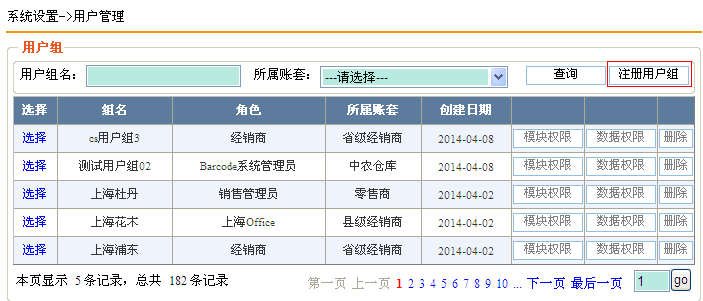 系统设置->用户管理
用户组
用户组名： 所属账套： ---请选择--- 查询 注册用户组
选择 组名 角色 所属账套 创建日期
选择 cs用户组3 经销商 省级经销商 2014-04-08 模块权限 数据权限 删除
选择 测试用户组02 Barcode系统管理员 中农仓库 2014-04-08 模块权限 数据权限 删除
选择 上海杜丹 销售管理员 零售商 2014-04-02 模块权限 数据权限 删除
选择 上海花木 上海Office 县级经销商 2014-04-02 模块权限 数据权限 删除
选择 上海浦东 经销商 省级经销商 2014-04-02 模块权限 数据权限 删除
本页显示 5条记录，总共 182条记录 第一页 上一页 1 2 3 4 5 6 7 8 9 10 ... 下一页 最后一页 1 go